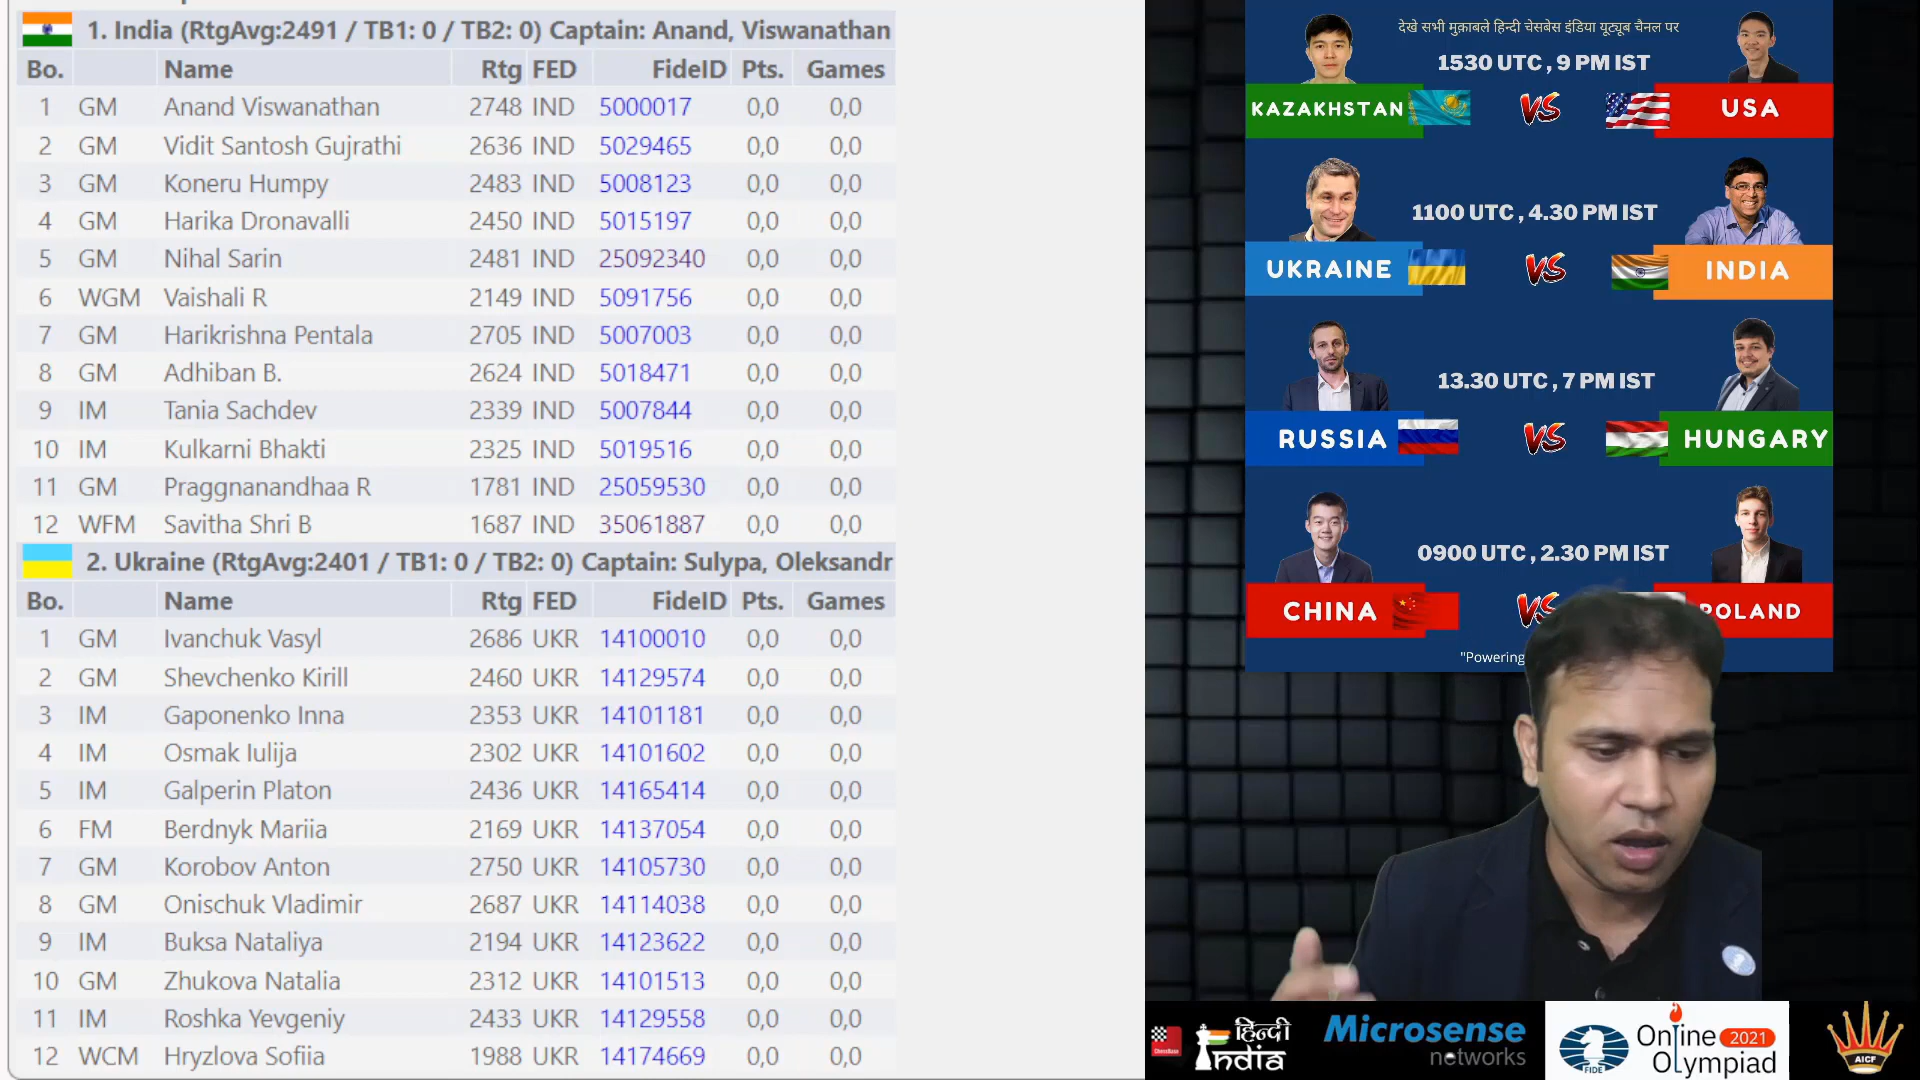 1. India (RtgAvg:2491 / TB1: 0 / TB2: 0) Captain: Anand, Viswanathan
Bo. Name Rtg FED FideID Pts. Games
1 GM Anand Viswanathan 2748 IND 5000017 0,0 0,0
2 GM Vidit Santosh Gujrathi 2636 IND 5029465 0,0 0,0
3 GM Koneru Humpy 2483 IND 5008123 0,0 0,0
4 GM Harika Dronavalli 2450 IND 5015197 0,0 0,0
5 GM Nihal Sarin 2481 IND 25092340 0,0 0,0
6 WGM Vaishali R 2149 IND 5091756 0,0 0,0
7 GM Harikrishna Pentala 2705 IND 5007003 0,0 0,0
8 GM Adhiban B. 2624 IND 5018471 0,0 0,0
9 IM Tania Sachdev 2339 IND 5007844 0,0 0,0
10 IM Kulkarni Bhakti 2325 IND 5019516 0,0 0,0
11 GM Praggnanandhaa R 1781 IND 25059530 0,0 0,0
12 WFM Savitha Shri B 1687 IND 35061887 0,0 0,0
2. Ukraine (RtgAvg:2401 / TB1: 0 / TB2: 0) Captain: Sulypa, Oleksandr
Bo. Name Rtg FED FideID Pts. Games
1 GM Ivanchuk Vasyl 2686 UKR 14100010 0,0 0,0
2 GM Shevchenko Kirill 2460 UKR 14129574 0,0 0,0
3 IM Gaponenko Inna 2353 UKR 14101181 0,0 0,0
4 IM Osmak Iulija 2302 UKR 14101602 0,0 0,0
5 IM Galperin Platon 2436 UKR 14165414 0,0 0,0
6 FM Berdnyk Mariia 2169 UKR 14137054 0,0 0,0
7 GM Korobov Anton 2750 UKR 14105730 0,0 0,0
8 GM Onischuk Vladimir 2687 UKR 14114038 0,0 0,0
9 IM Buksa Nataliya 2194 UKR 14123622 0,0 0,0
10 GM Zhukova Natalia 2312 UKR 14101513 0,0 0,0
11 IM Roshka Yevgeniy 2433 UKR 14129558 0,0 0,0
12 WCM Hryzlova Sofiia 1988 UKR 14174669 0,0 0,0
देखे सभी मुक़ाबले हिन्दी चेसबेस इंडिया यूट्यूब चैनल पर
1530 UTC , 9 PM IST
KAZAKHSTAN VS USA
1100 UTC , 4.30 PM IST
UKRAINE VS INDIA
13.30 UTC , 7 PM IST
RUSSIA VS HUNGARY
0900 UTC , 2.30 PM IST
CHINA VS POLAND
"Powering
हिन्दी
India
Microsense
networks
FIDE
Online 2021
Olympiad
AICF